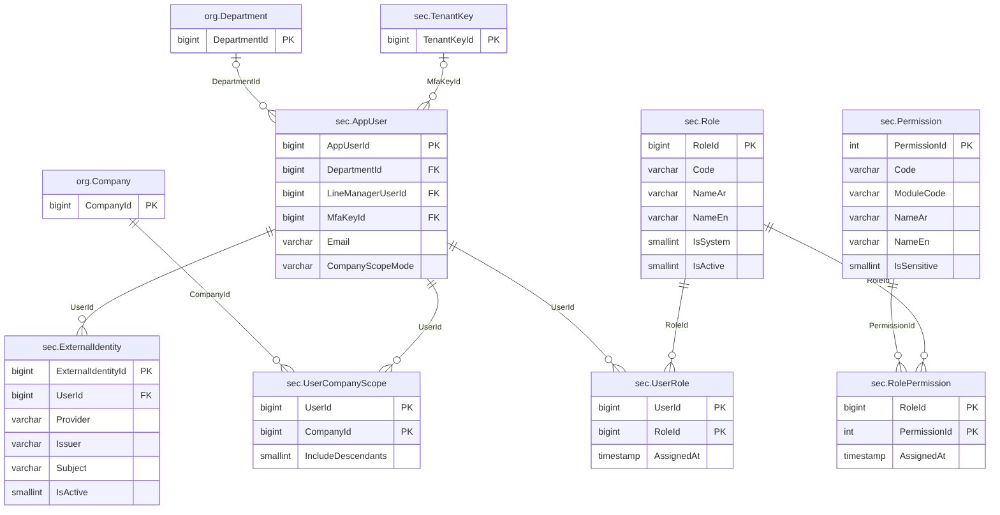 org.Department
bigint DepartmentId PK
sec.TenantKey
bigint TenantKeyId PK
DepartmentId
MfaKeyId
sec.AppUser
bigint AppUserId PK
bigint DepartmentId FK
bigint LineManagerUserId FK
bigint MfaKeyId FK
varchar Email
varchar CompanyScopeMode
sec.Role
bigint RoleId PK
varchar Code
varchar NameAr
varchar NameEn
smallint IsSystem
smallint IsActive
sec.Permission
int PermissionId PK
varchar Code
varchar ModuleCode
varchar NameAr
varchar NameEn
smallint IsSensitive
org.Company
bigint CompanyId PK
UserId
CompanyId
UserId
UserId
RoleId
PermissionId
RoleId
sec.ExternalIdentity
bigint ExternalIdentityId PK
bigint UserId FK
varchar Provider
varchar Issuer
varchar Subject
smallint IsActive
sec.UserCompanyScope
bigint UserId PK
bigint CompanyId PK
smallint IncludeDescendants
sec.UserRole
bigint UserId PK
bigint RoleId PK
timestamp AssignedAt
sec.RolePermission
bigint RoleId PK
int PermissionId PK
timestamp AssignedAt